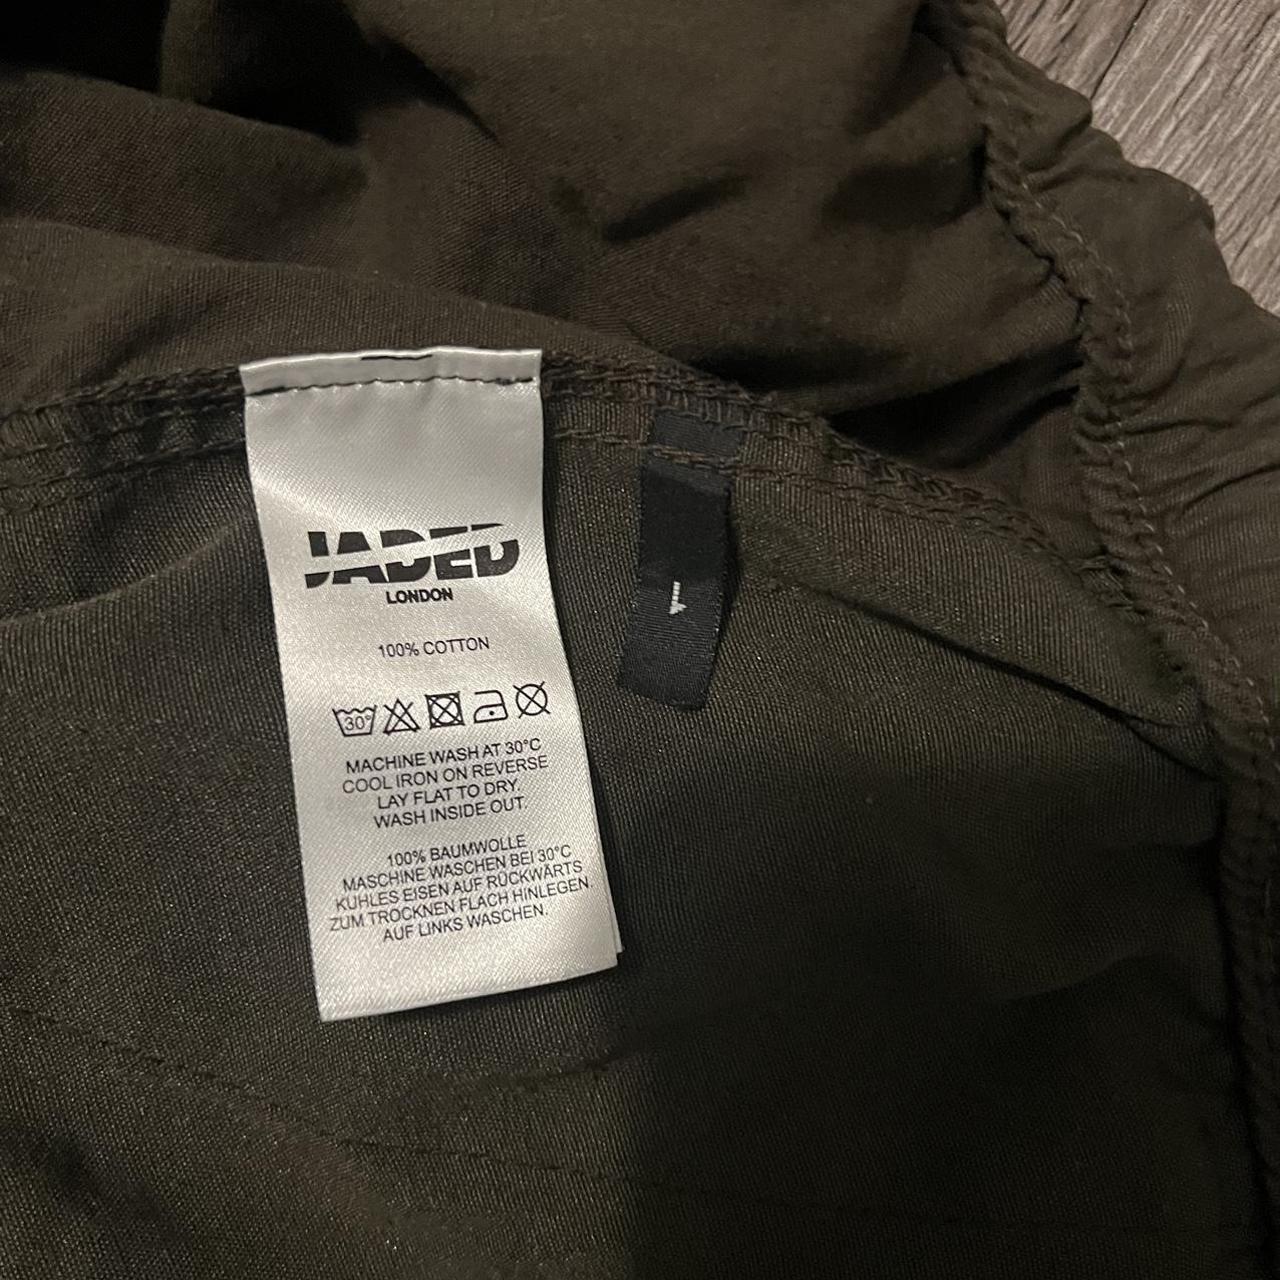 JADED
LONDON
100% COTTON
30°
MACHINE WASH AT 30°C
COOL IRON ON REVERSE
LAY FLAT TO DRY.
WASH INSIDE OUT.
100% BAUMWOLLE
MASCHINE WASCHEN BEI 30°C
KUHLES EISEN AUF RÜCKWÄRTS
ZUM TROCKNEN FLACH HINLEGEN.
AUF LINKS WASCHEN.